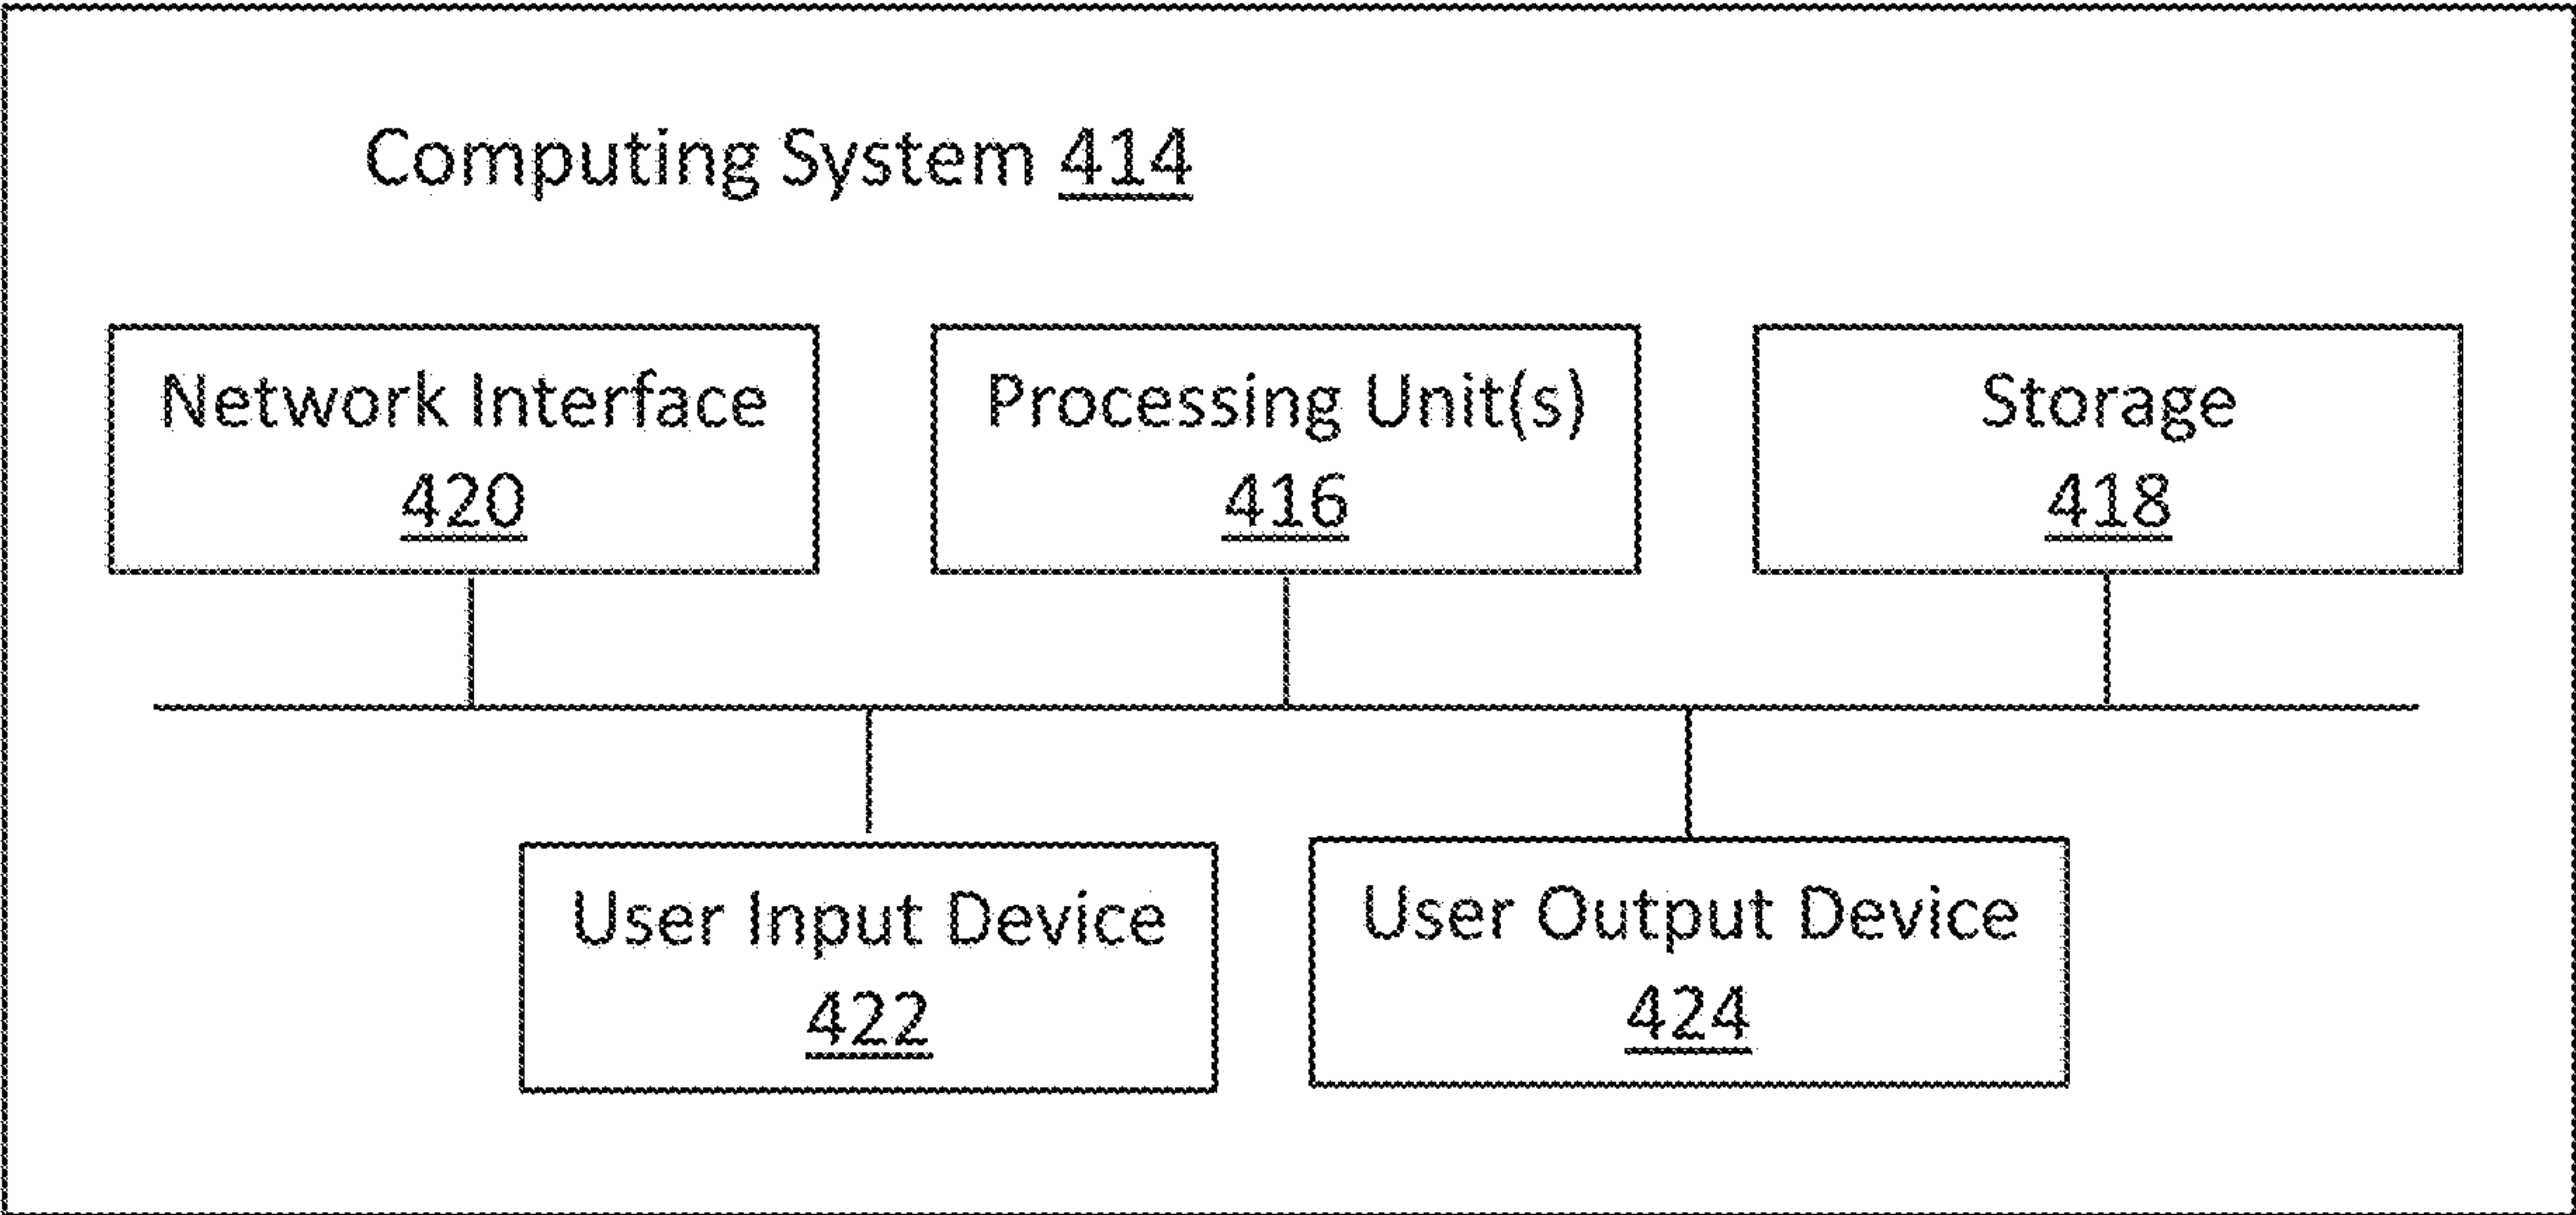 Computing System 414
Network Interface
420
Processing Unit(s)
416
Storage
418
User Input Device
422
User Output Device
424